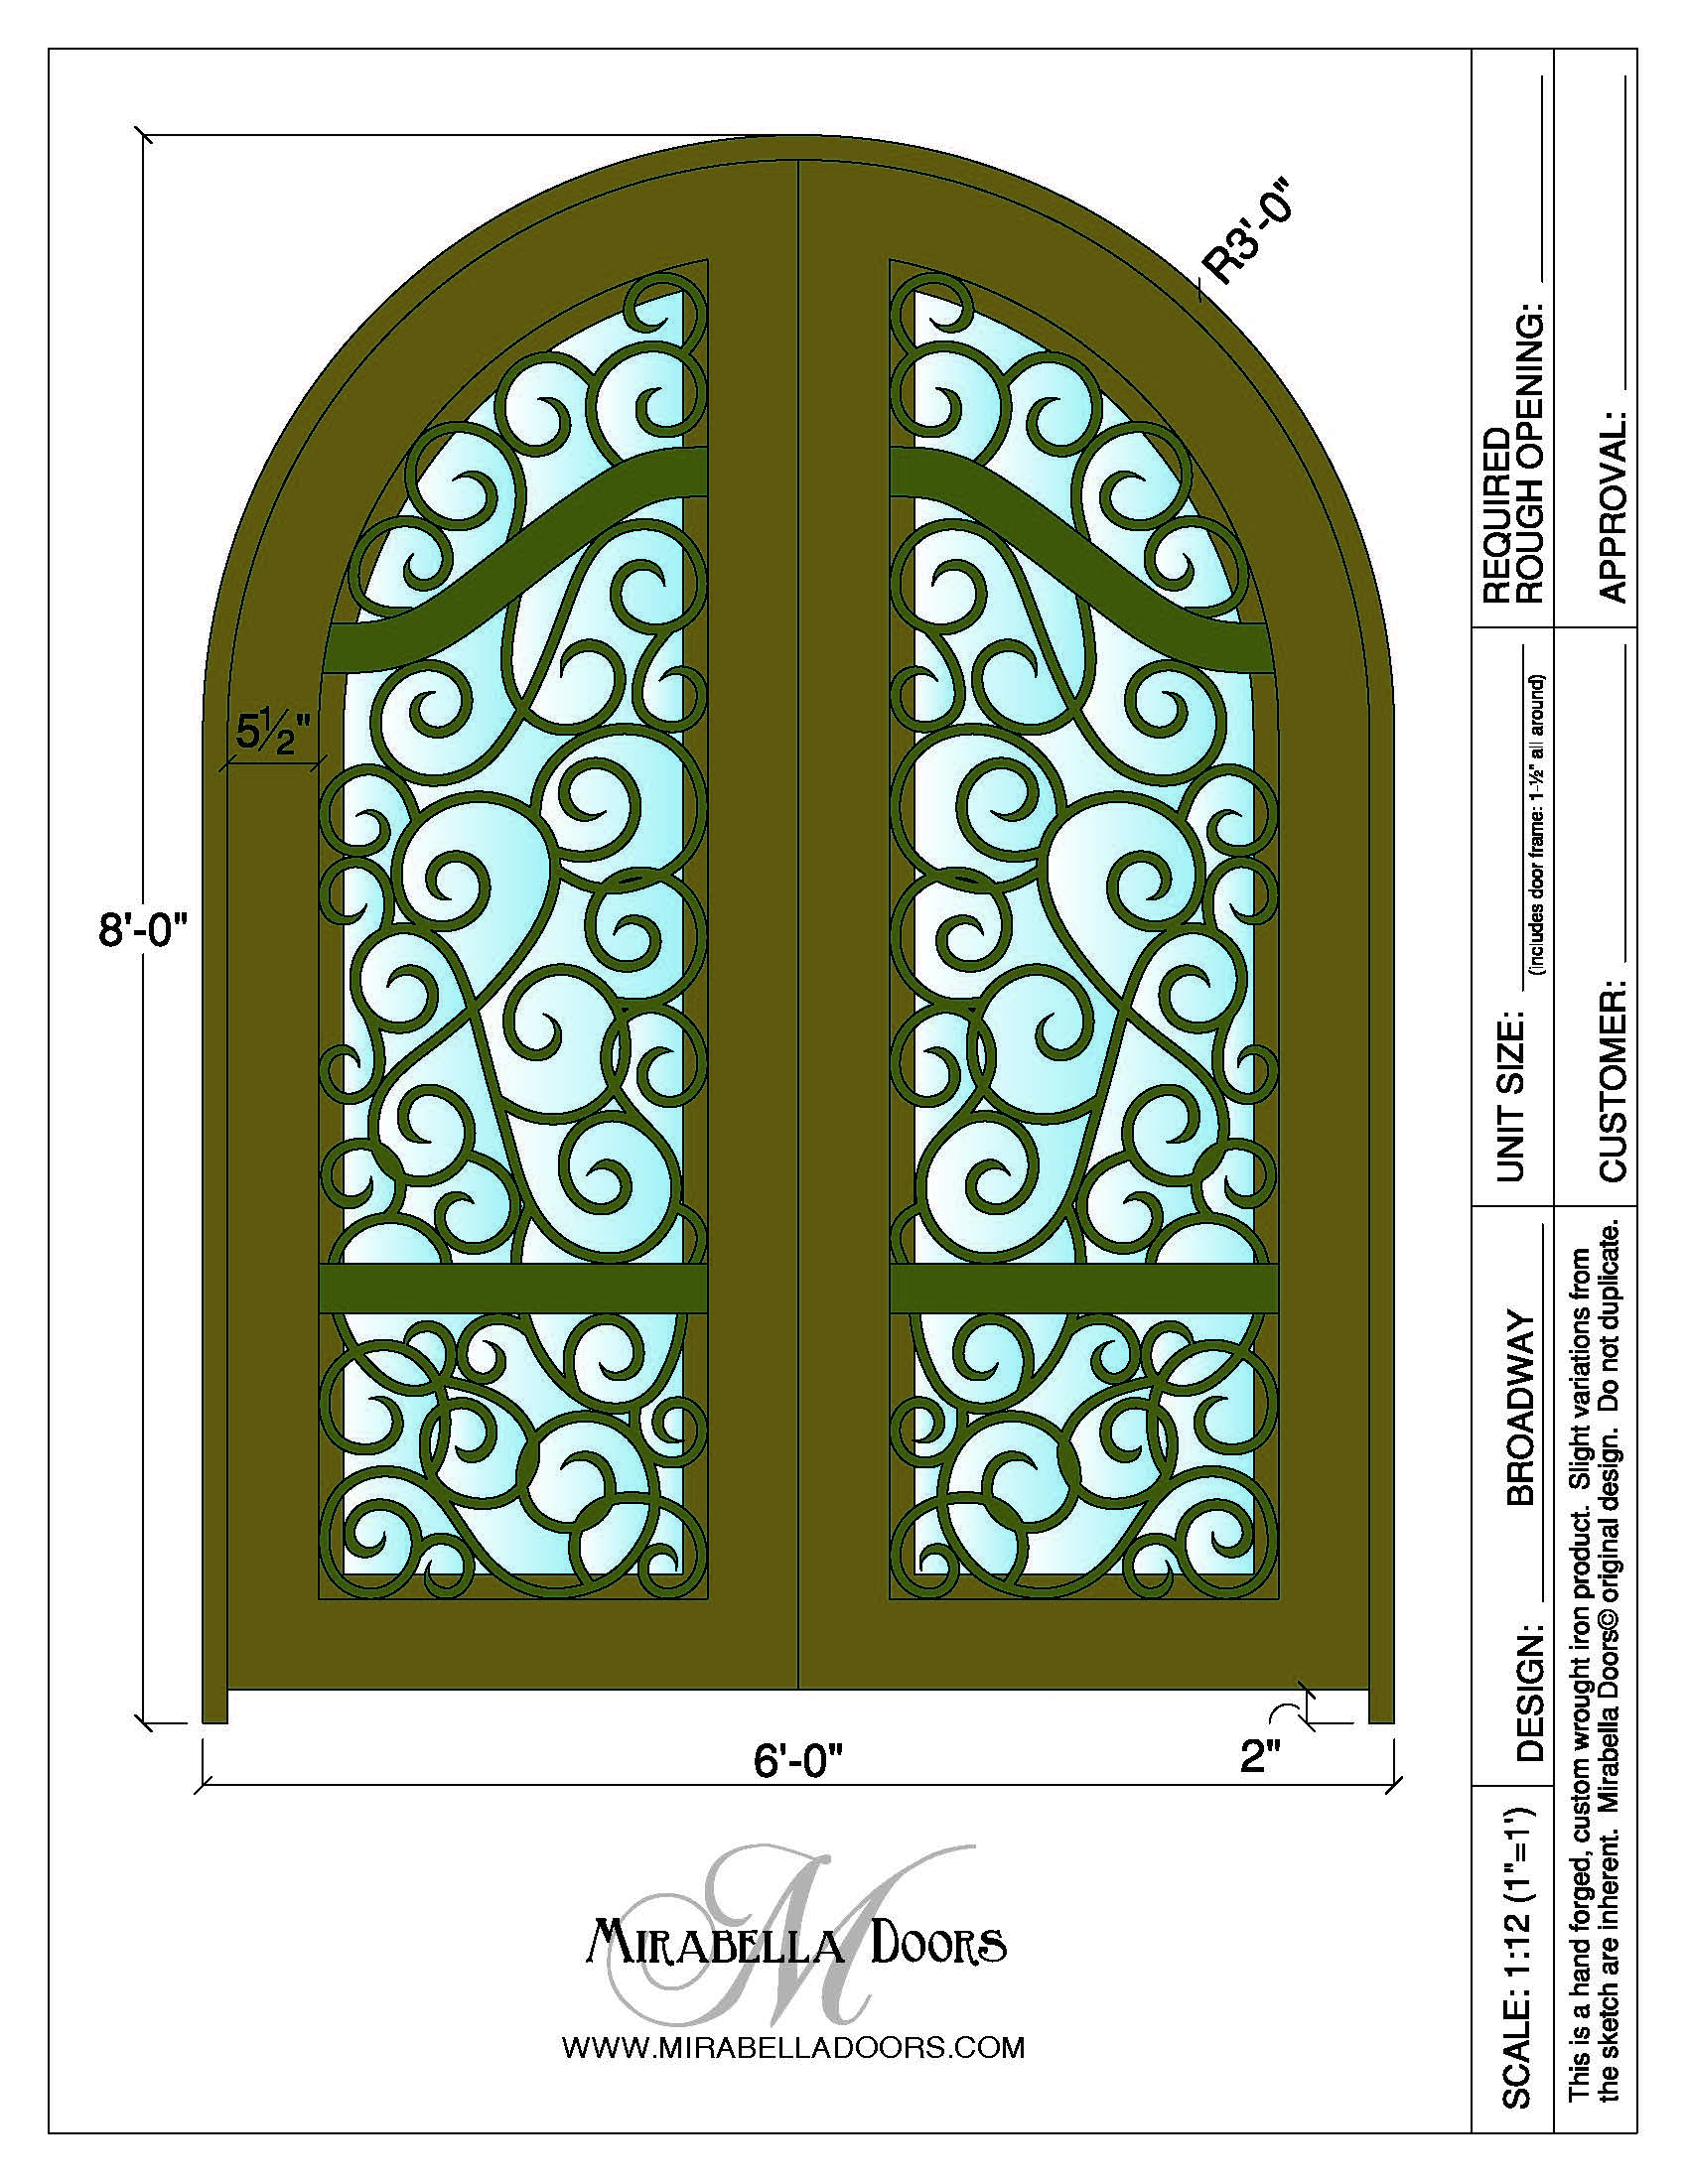 R3'-0"
5½"
8'-0"
6'-0"
2"
MIRABELLA DOORS
M
WWW.MIRABELLADOORS.COM
SCALE: 1:12 (1"=1')
DESIGN: BROADWAY
UNIT SIZE:
(includes door frame: 1-½" all around)
REQUIRED
ROUGH OPENING:
This is a hand forged, custom wrought iron product. Slight variations from
the sketch are inherent. Mirabella Doors© original design. Do not duplicate.
CUSTOMER:
APPROVAL: